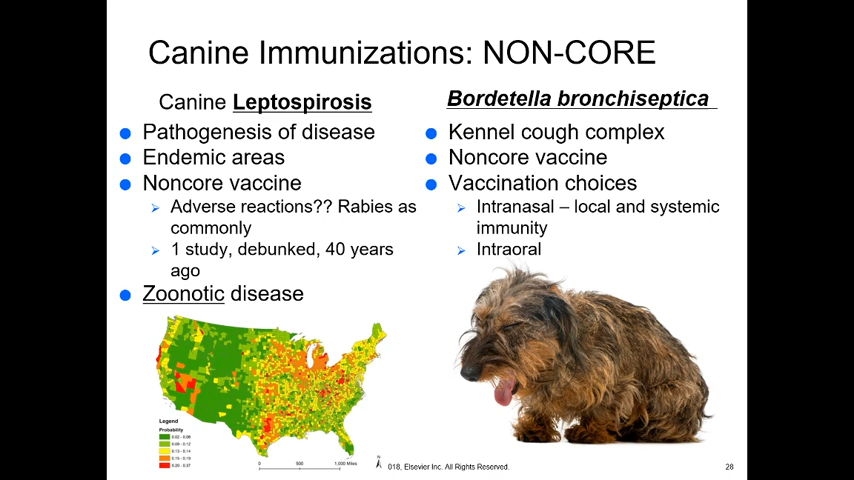 Canine Immunizations: NON-CORE
Canine Leptospirosis
Pathogenesis of disease
Endemic areas
Noncore vaccine
Adverse reactions?? Rabies as
commonly
1 study, debunked, 40 years
ago
Zoonotic disease
Bordetella bronchiseptica
Kennel cough complex
Noncore vaccine
Vaccination choices
Intranasal – local and systemic
immunity
Intraoral
Legend
Probability
0.02 - 0.08
0.09 - 0.12
0.13 - 0.14
0.15 - 0.19
0.20 - 0.37
0 500 1,000 Miles
N
018, Elsevier Inc. All Rights Reserved.
28